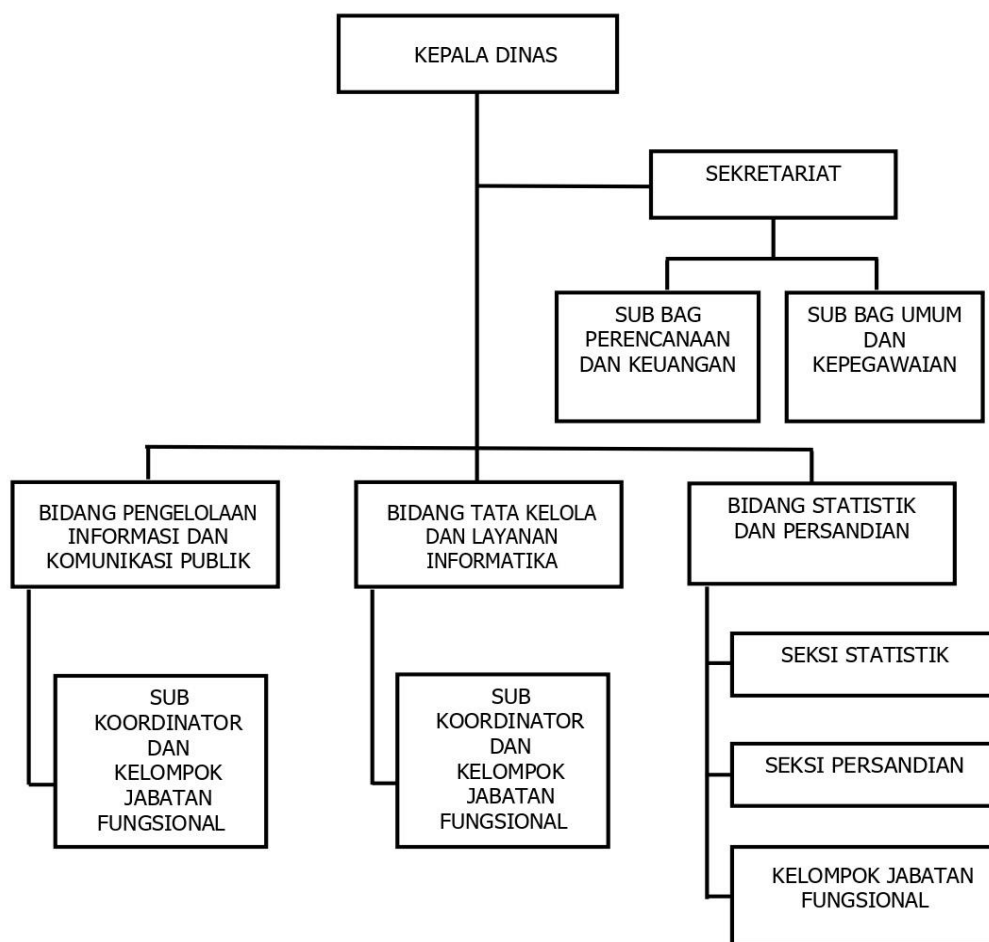 KEPALA DINAS
SEKRETARIAT
SUB BAG
PERENCANAAN
DAN KEUANGAN
SUB BAG UMUM
DAN
KEPEGAWAIAN
BIDANG PENGELOLAAN
INFORMASI DAN
KOMUNIKASI PUBLIK
BIDANG TATA KELOLA
DAN LAYANAN
INFORMATIKA
BIDANG STATISTIK
DAN PERSANDIAN
SUB
KOORDINATOR
DAN
KELOMPOK
JABATAN
FUNGSIONAL
SUB
KOORDINATOR
DAN
KELOMPOK
JABATAN
FUNGSIONAL
SEKSI STATISTIK
SEKSI PERSANDIAN
KELOMPOK JABATAN
FUNGSIONAL